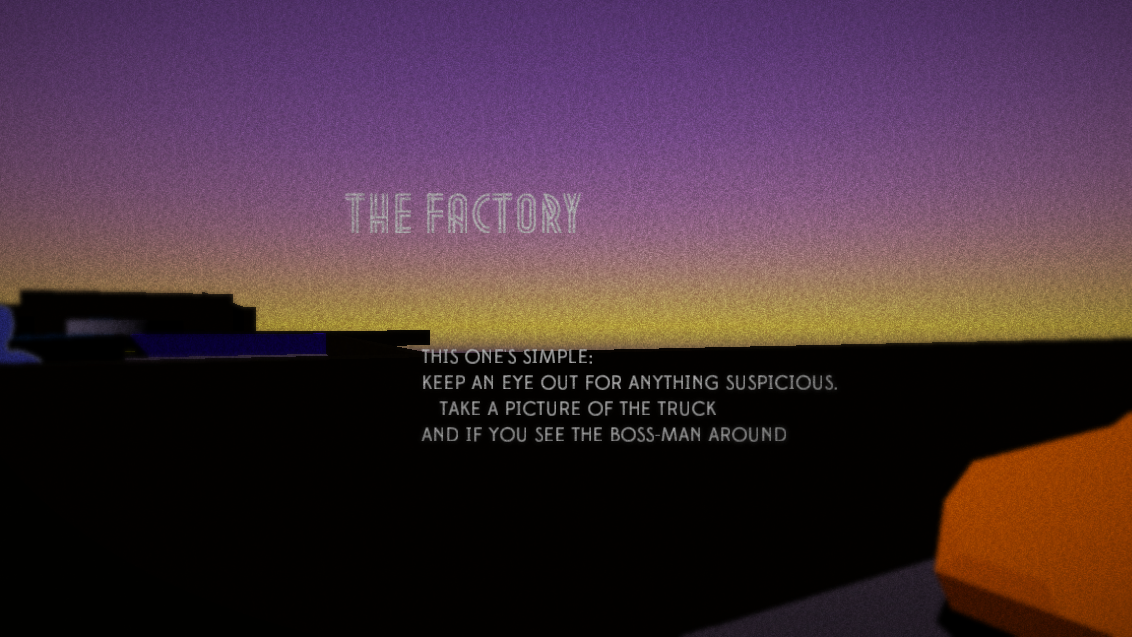 THE FACTORY
THIS ONE'S SIMPLE:
KEEP AN EYE OUT FOR ANYTHING SUSPICIOUS.
TAKE A PICTURE OF THE TRUCK
AND IF YOU SEE THE BOSS-MAN AROUND